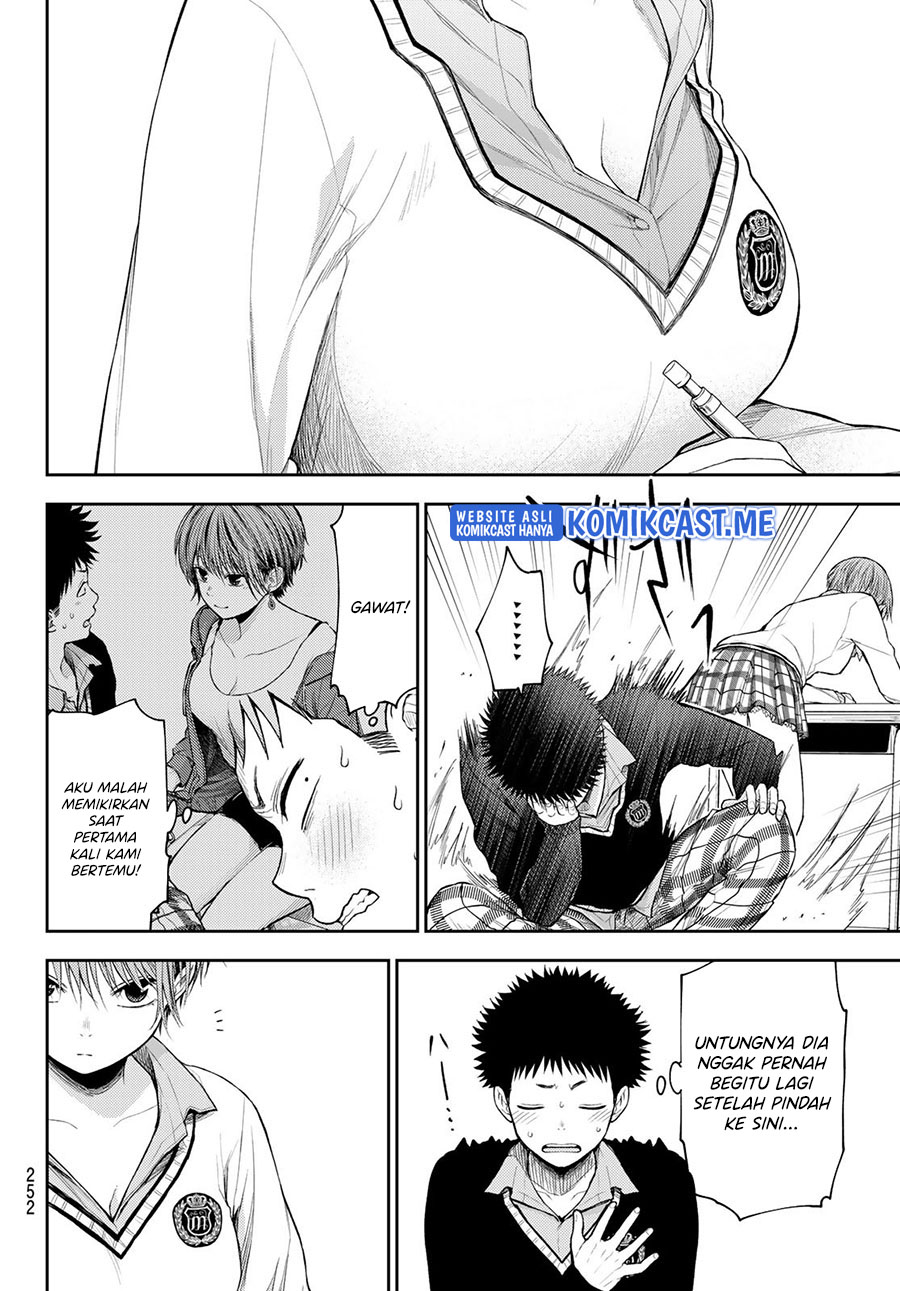 WEBSITE ASLI
KOMIKCAST HANYA
KOMIKCAST.ME
GAWAT!
AKU MALAH
MEMIKIRKAN
SAAT
PERTAMA
KALI KAMI
BERTEMU!
UNTUNGNYA DIA
NGGAK PERNAH
BEGITU LAGI
SETELAH PINDAH
KE SINI...
252